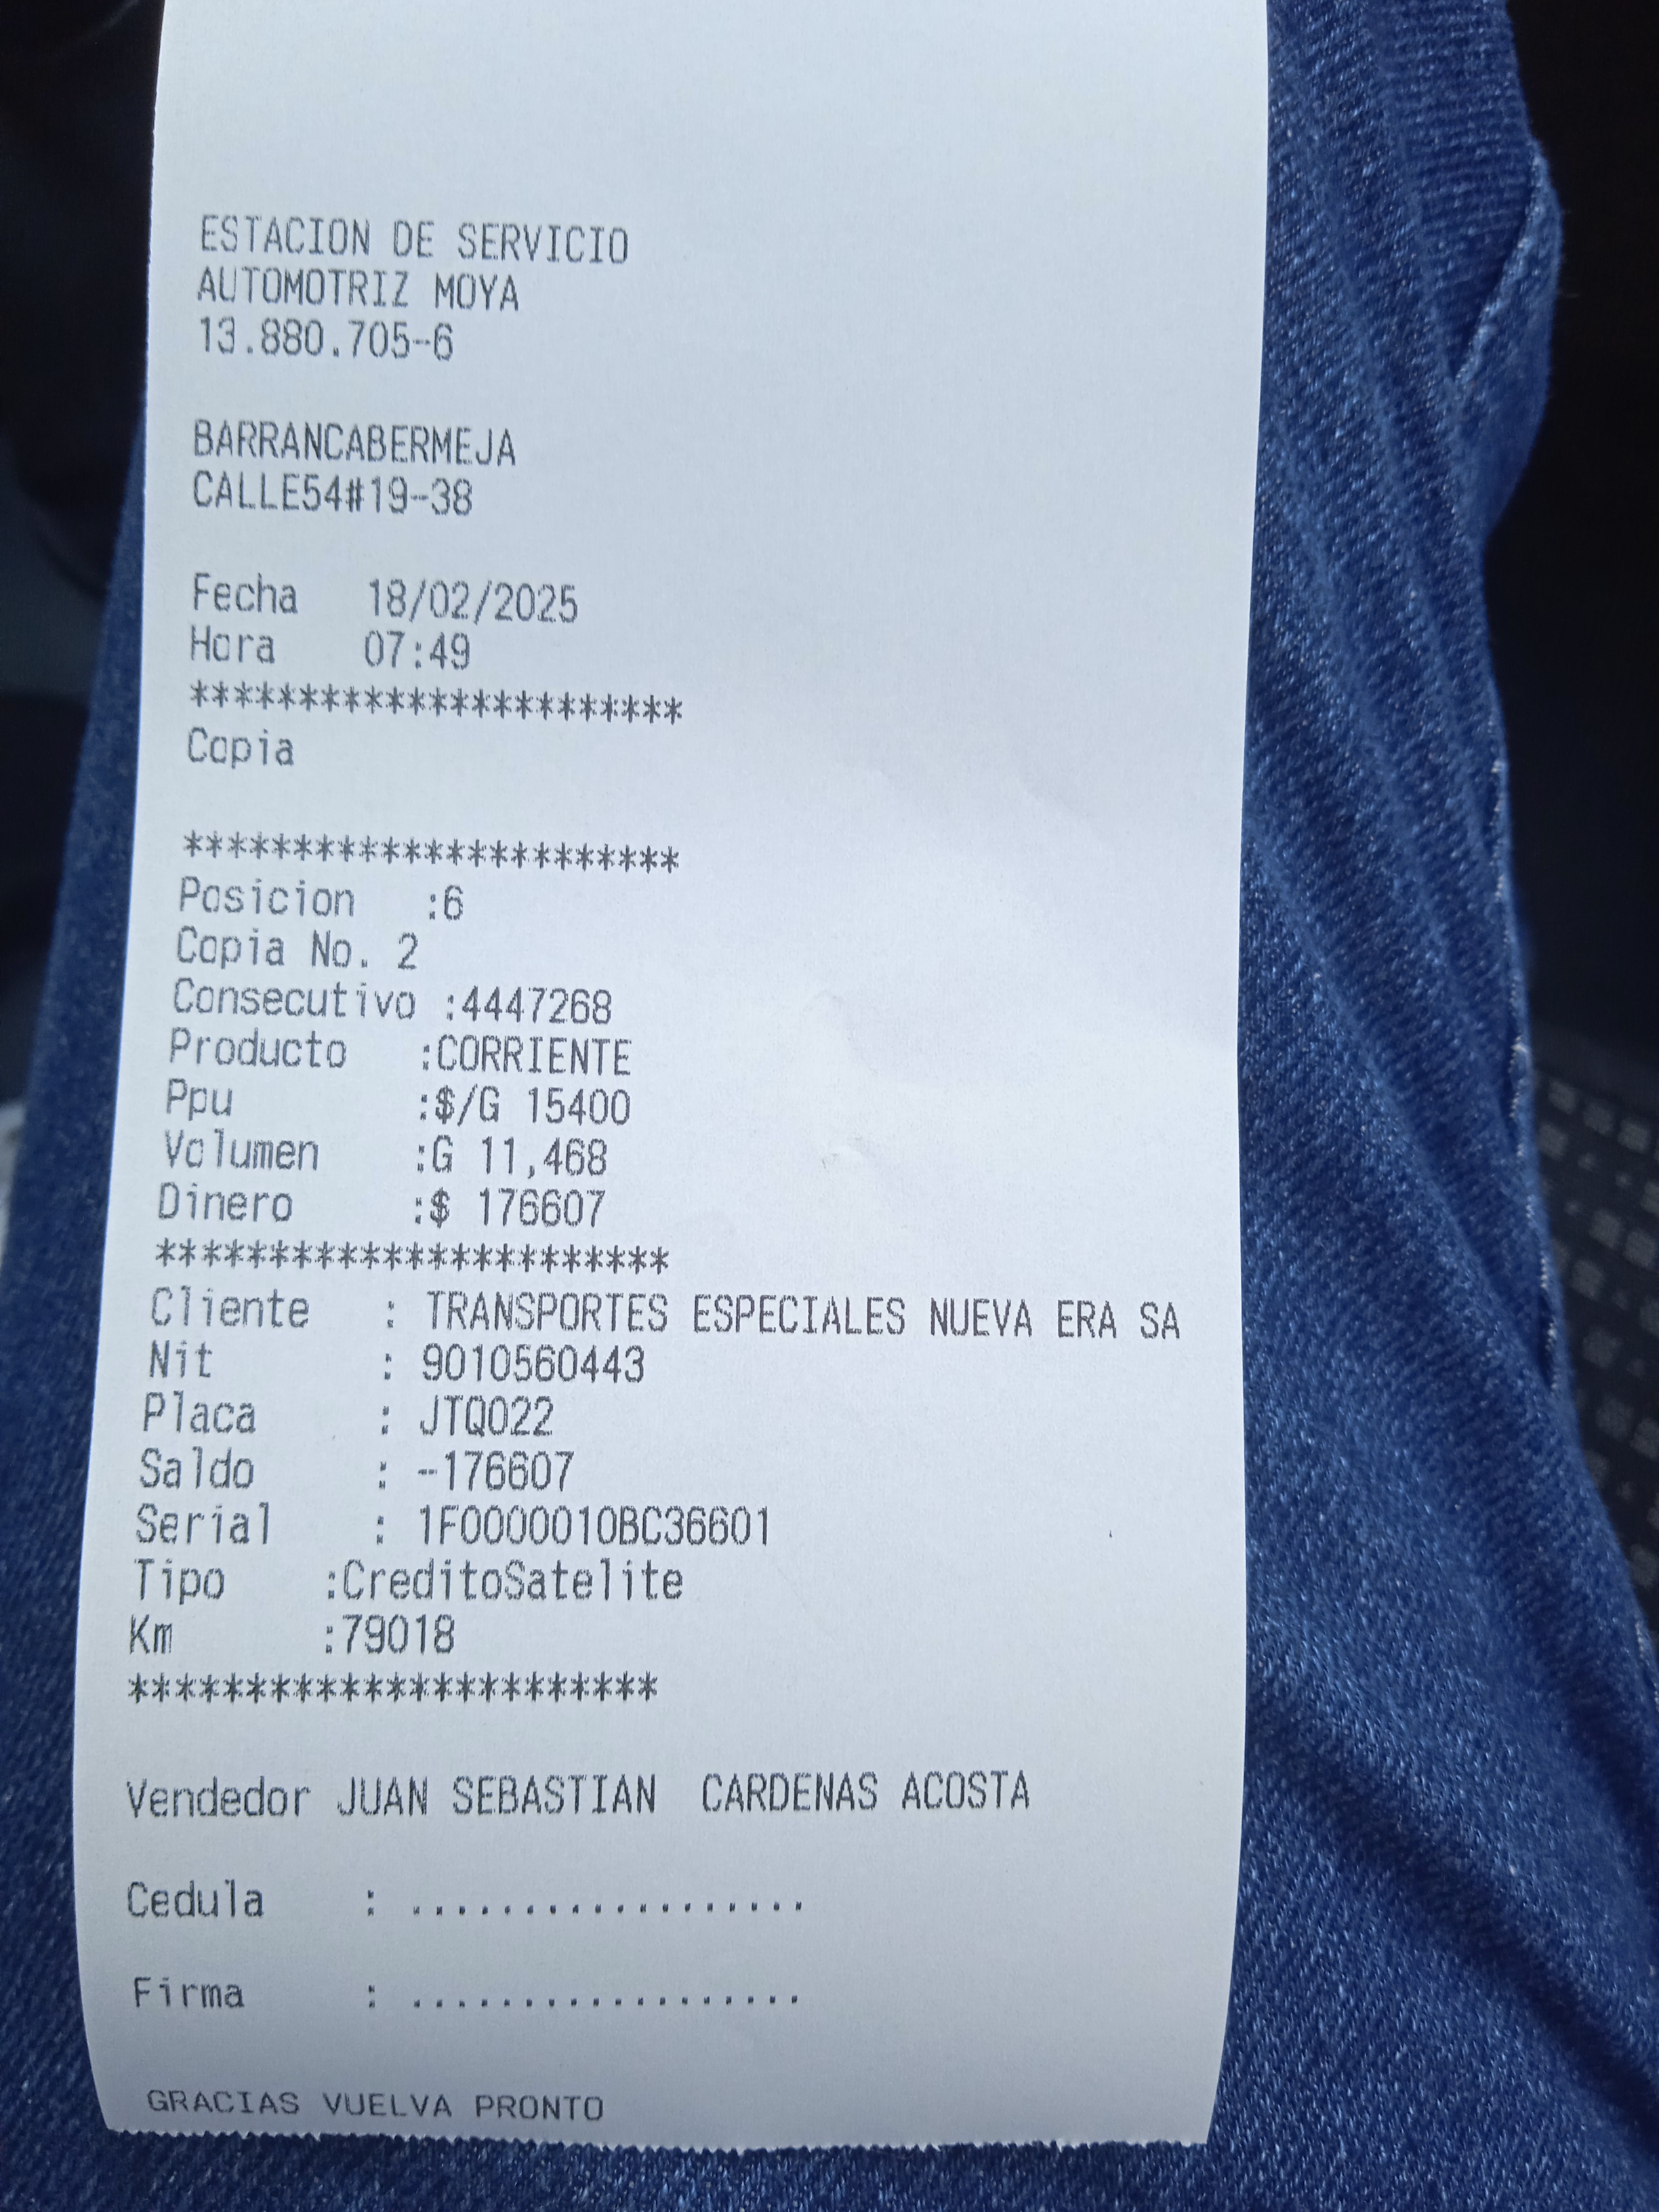 ESTACION DE SERVICIO
AUTOMOTRIZ MOYA
13.880.705-6
BARRANCABERMEJA
CALLE54#19-38
Fecha 18/02/2025
Hora 07:49
***********************
Copia
***********************
Posicion :6
Copia No. 2
Consecutivo :4447268
Producto :CORRIENTE
Ppu :$/G 15400
Volumen :G 11,468
Dinero :$ 176607
***********************
Cliente : TRANSPORTES ESPECIALES NUEVA ERA SA
Nit : 9010560443
Placa : JTQ022
Saldo : -176607
Serial : 1F0000010BC36601
Tipo :CreditoSatelite
Km :79018
***********************
Vendedor JUAN SEBASTIAN CARDENAS ACOSTA
Cedula : ..................
Firma : ..................
GRACIAS VUELVA PRONTO